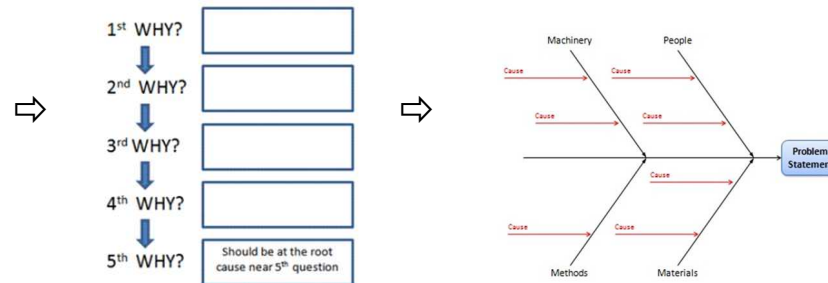 1st WHY?
2nd WHY?
3rd WHY?
4th WHY?
5th WHY?
Should be at the root
cause near 5th question
Machinery
People
Cause
Cause
Cause
Cause
Problem
Statement
Cause
Cause
Cause
Methods
Materials